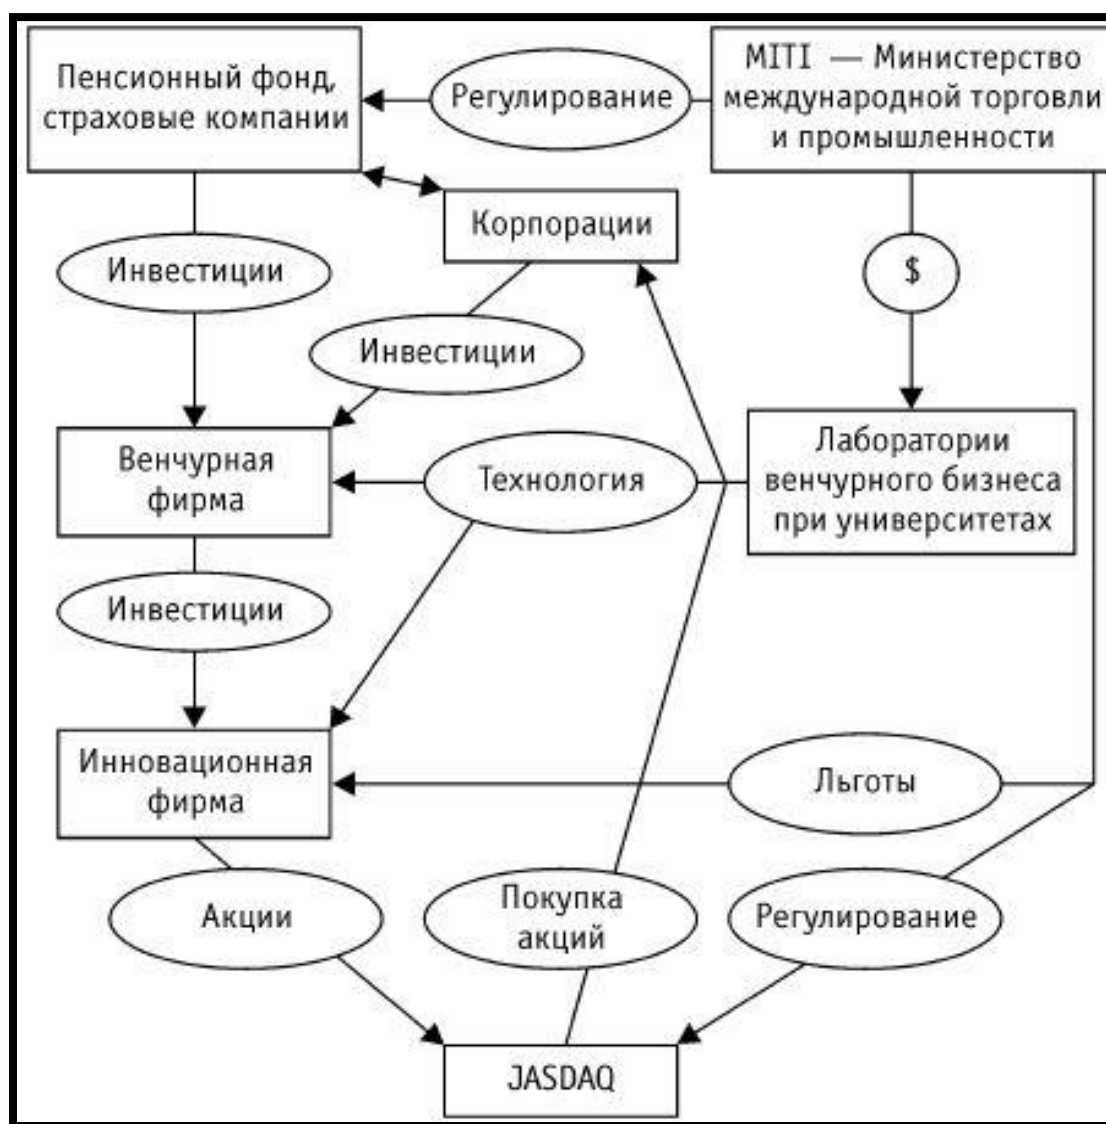 Пенсионный фонд,
страховые компании
Регулирование
MITI — Министерство
международной торговли
и промышленности
Корпорации
Инвестиции
$
Инвестиции
Венчурная
фирма
Технология
Лаборатории
венчурного бизнеса
при университетах
Инвестиции
Инновационная
фирма
Льготы
Акции
Покупка
акций
Регулирование
JASDAQ